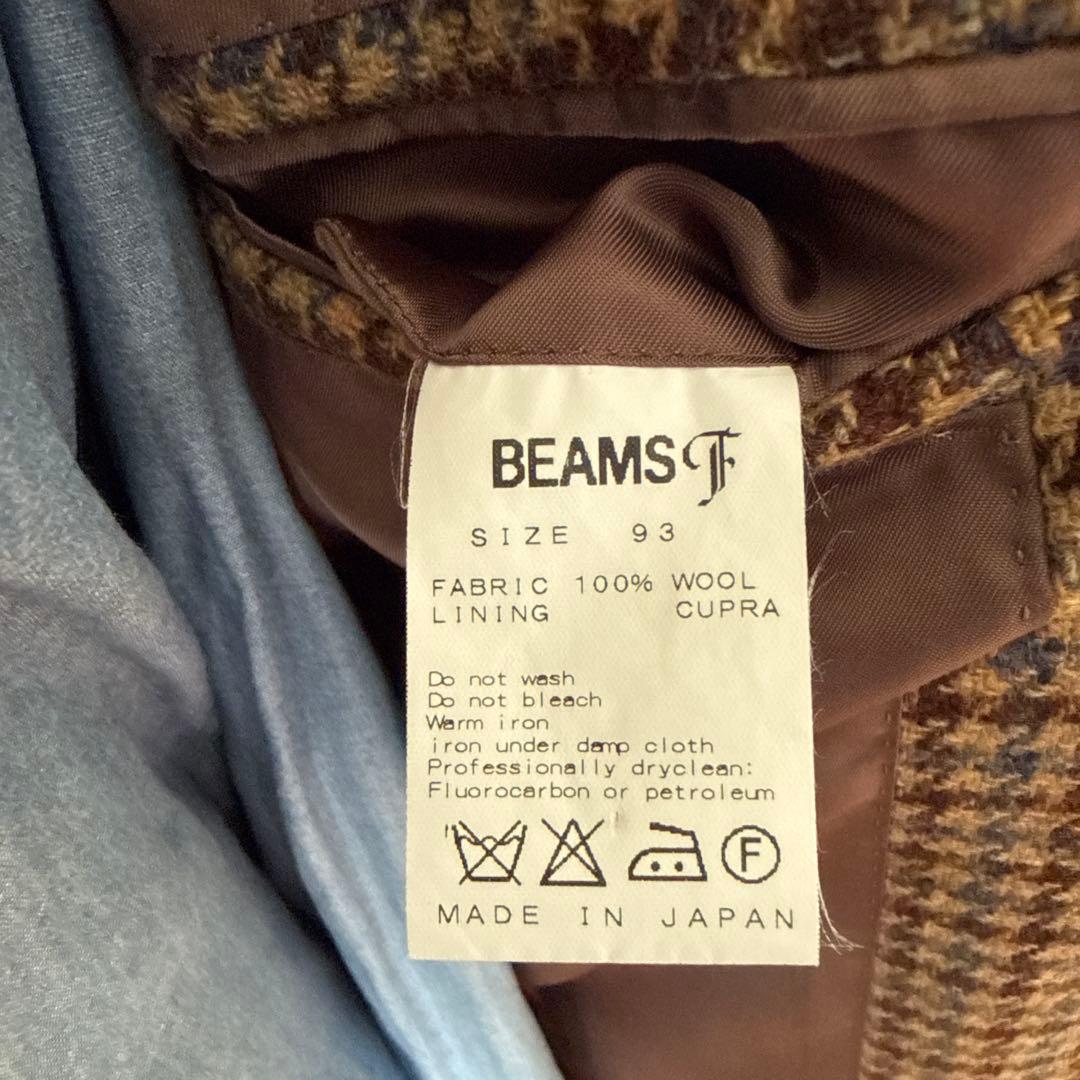 BEAMS F
SIZE 93
FABRIC 100% WOOL
LINING CUPRA
Do not wash
Do not bleach
Warm iron
iron under damp cloth
Professionally dryclean:
Fluorocarbon or petroleum
F
MADE IN JAPAN